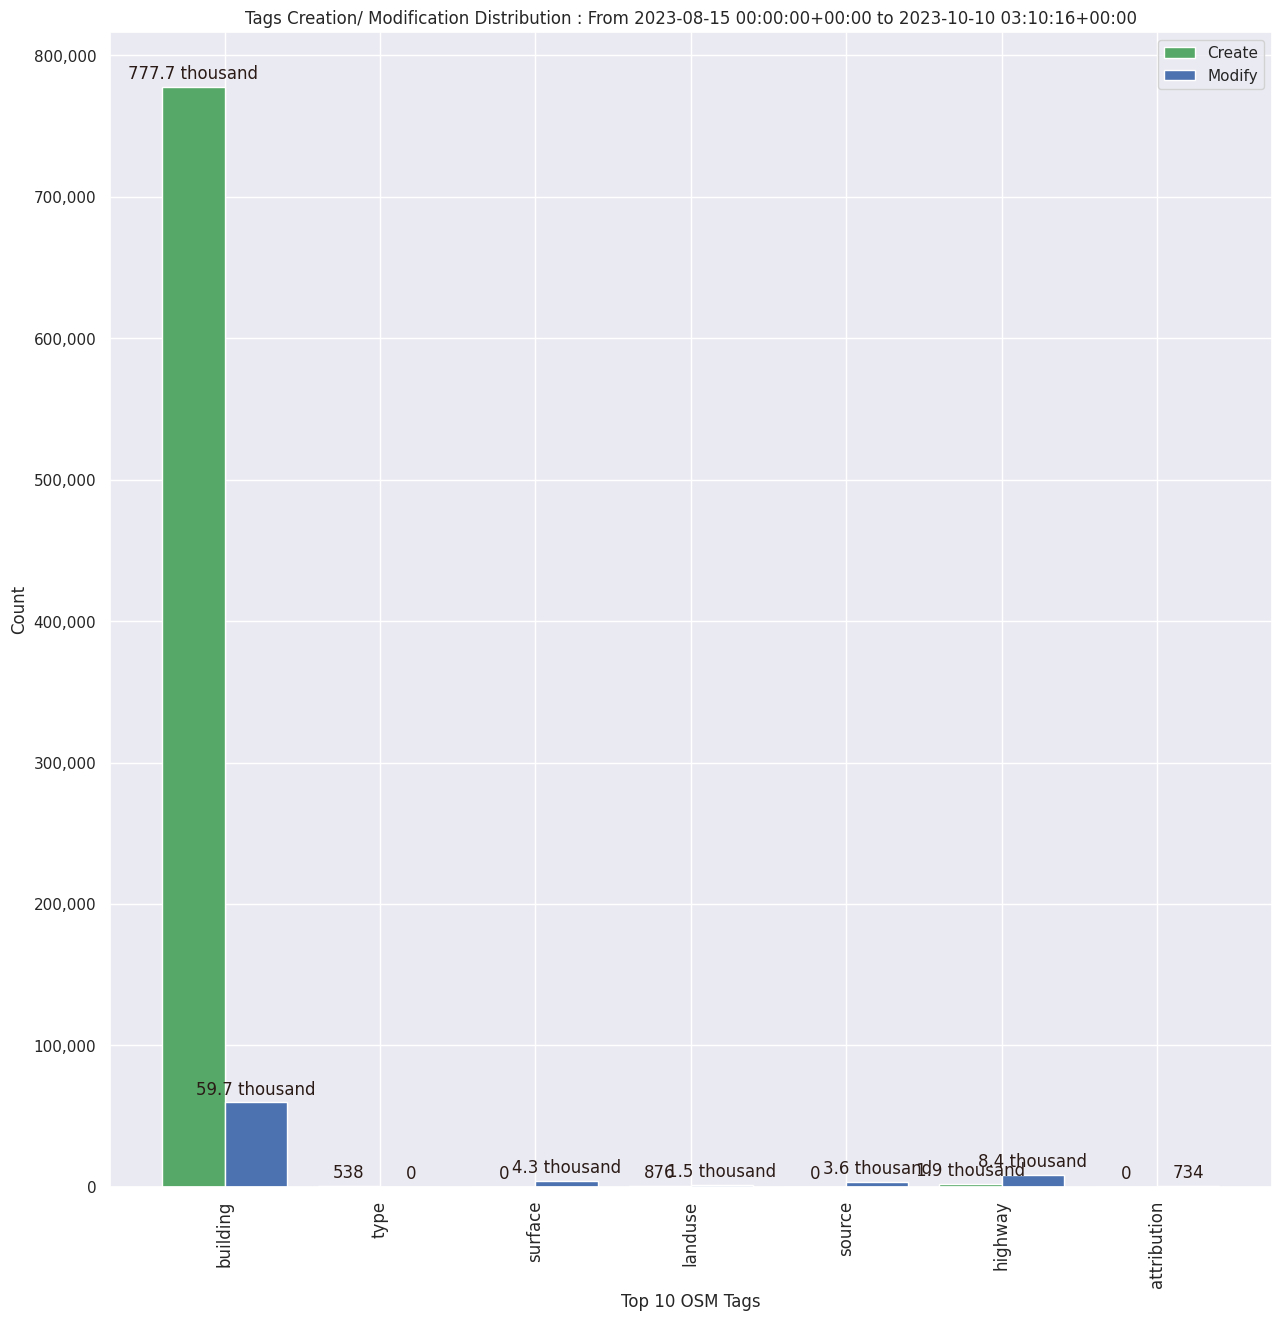 Tags Creation/ Modification Distribution : From 2023-08-15 00:00:00+00:00 to 2023-10-10 03:10:16+00:00
Create
Modify
800,000
700,000
600,000
500,000
400,000
300,000
200,000
100,000
0
Count
777.7 thousand
59.7 thousand
538
0
0
4.3 thousand
876
1.5 thousand
0
3.6 thousand
1.9 thousand
8.4 thousand
0
734
building
type
surface
landuse
source
highway
attribution
Top 10 OSM Tags